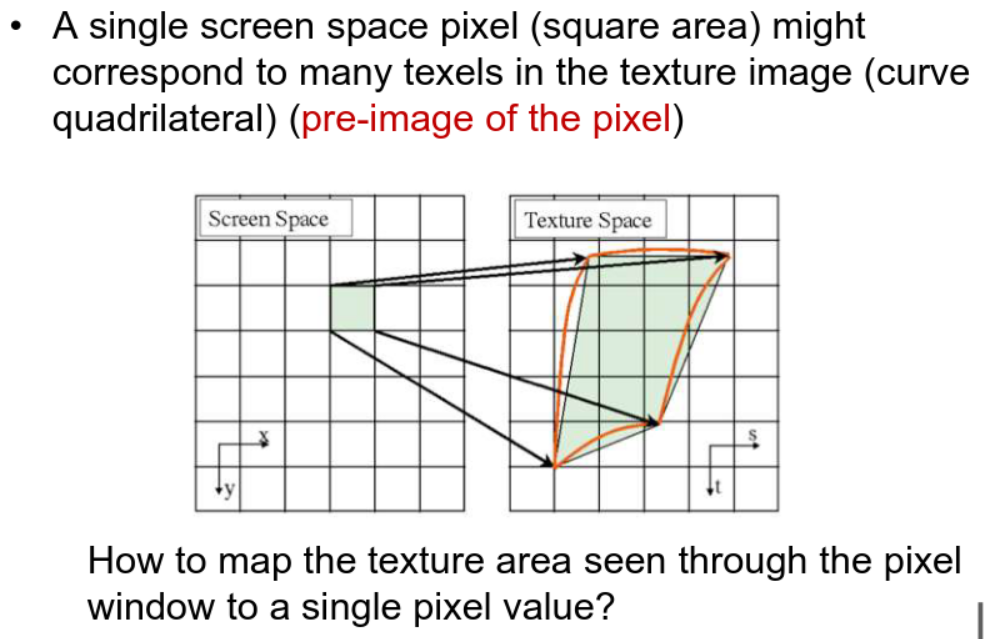 • A single screen space pixel (square area) might
correspond to many texels in the texture image (curve
quadrilateral) (pre-image of the pixel)
Screen Space
Texture Space
x
y
s
t
How to map the texture area seen through the pixel
window to a single pixel value?